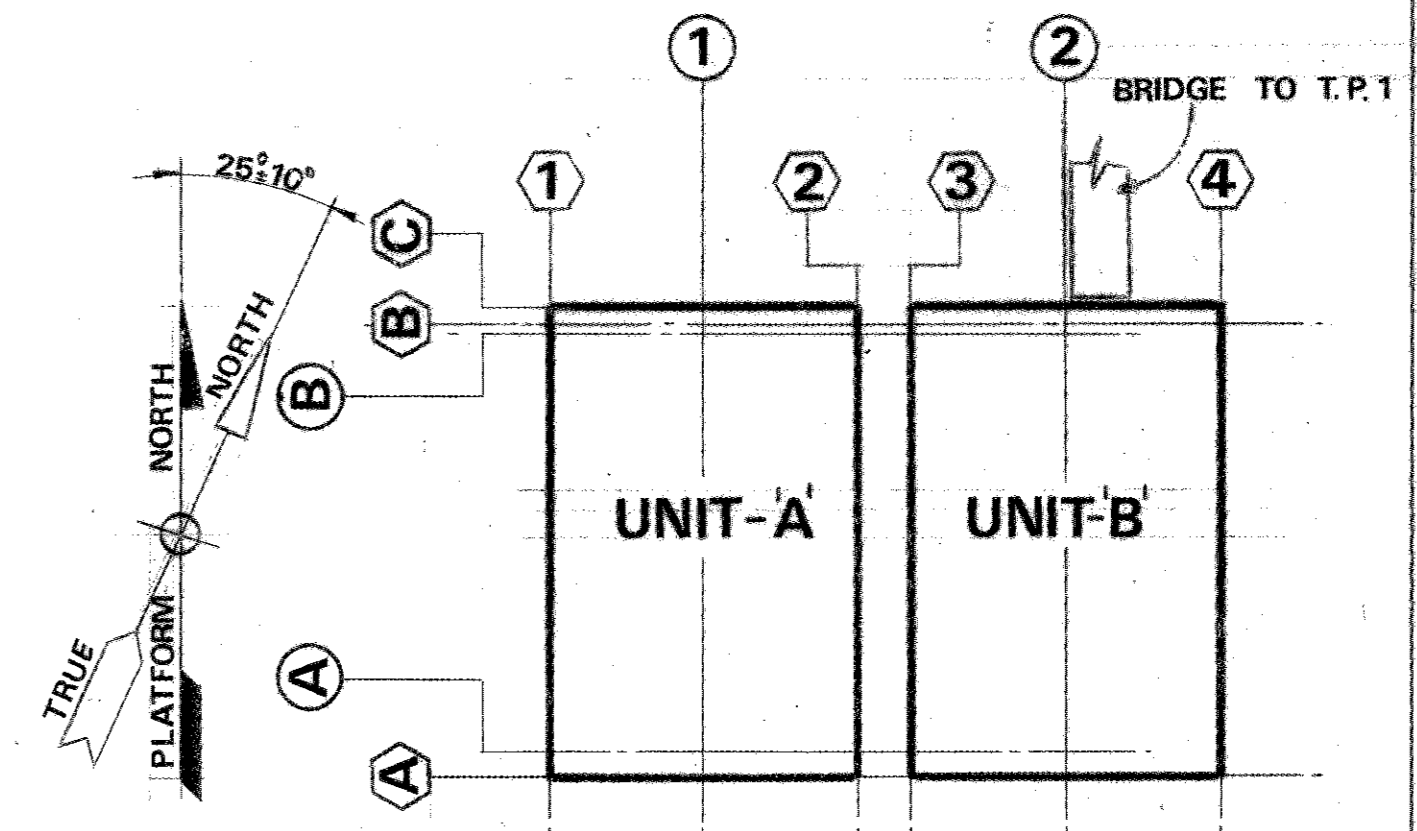 1
2
BRIDGE TO T.P.1
25°±10°
1
2
3
4
C
B
B
NORTH
NORTH
UNIT-'A'
UNIT-'B'
A
TRUE
PLATFORM
A